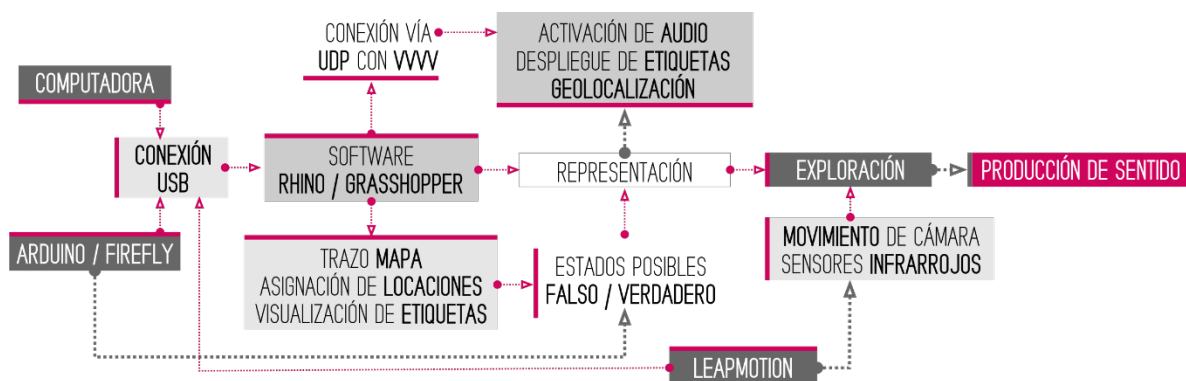 CONEXIÓN VÍA
UDP CON VVVV
ACTIVACIÓN DE AUDIO
DESPLIEGUE DE ETIQUETAS
GEOLOCALIZACIÓN
COMPUTADORA
CONEXIÓN
USB
SOFTWARE
RHINO / GRASSHOPPER
REPRESENTACIÓN
EXPLORACIÓN
PRODUCCIÓN DE SENTIDO
ARDUINO / FIREFLY
TRAZO MAPA
ASIGNACIÓN DE LOCACIONES
VISUALIZACIÓN DE ETIQUETAS
ESTADOS POSIBLES
FALSO / VERDADERO
MOVIMIENTO DE CÁMARA
SENSORES INFRARROJOS
LEAPMOTION